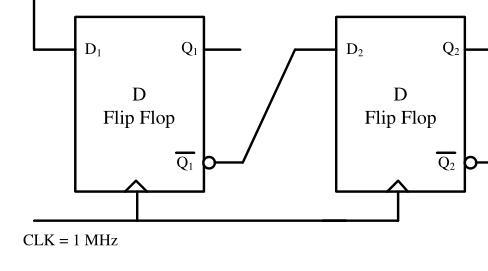 D₁ Q₁
D
Flip Flop
Q̅₁
D₂ Q₂
D
Flip Flop
Q̅₂
CLK = 1 MHz